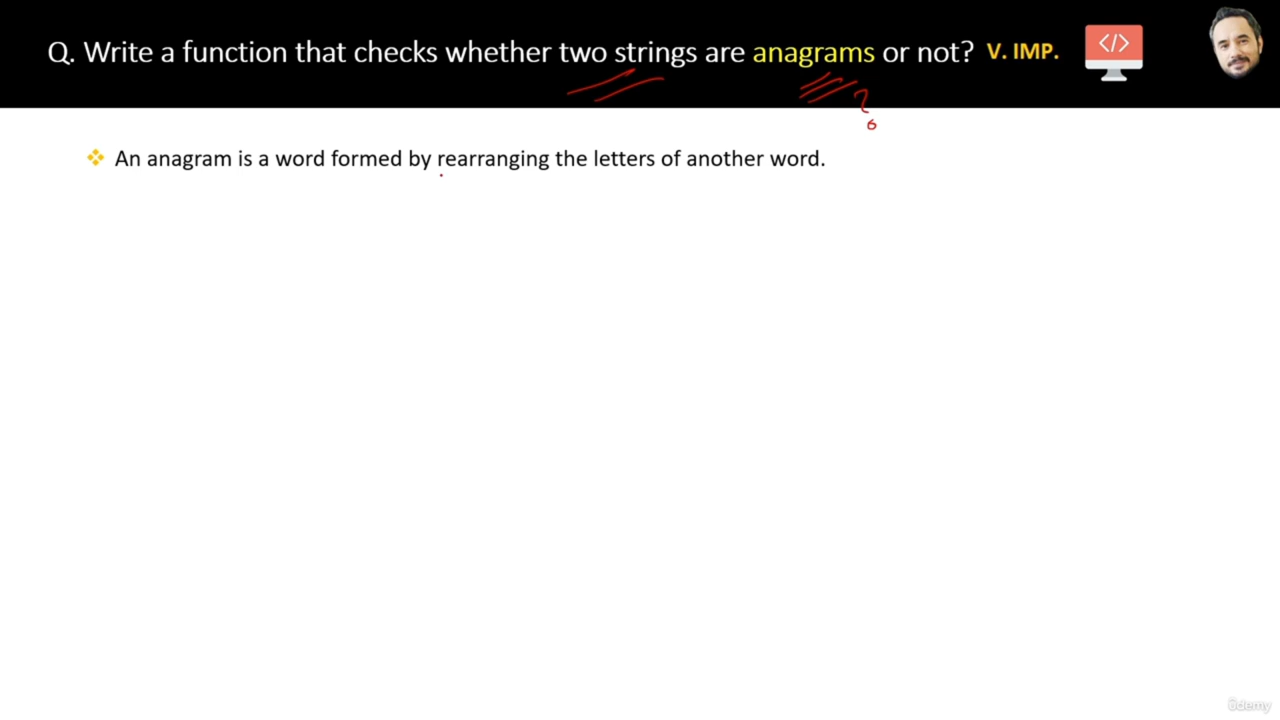 Q. Write a function that checks whether two strings are anagrams or not? V. IMP.
</>
?
❖ An anagram is a word formed by rearranging the letters of another word.
ûdemy